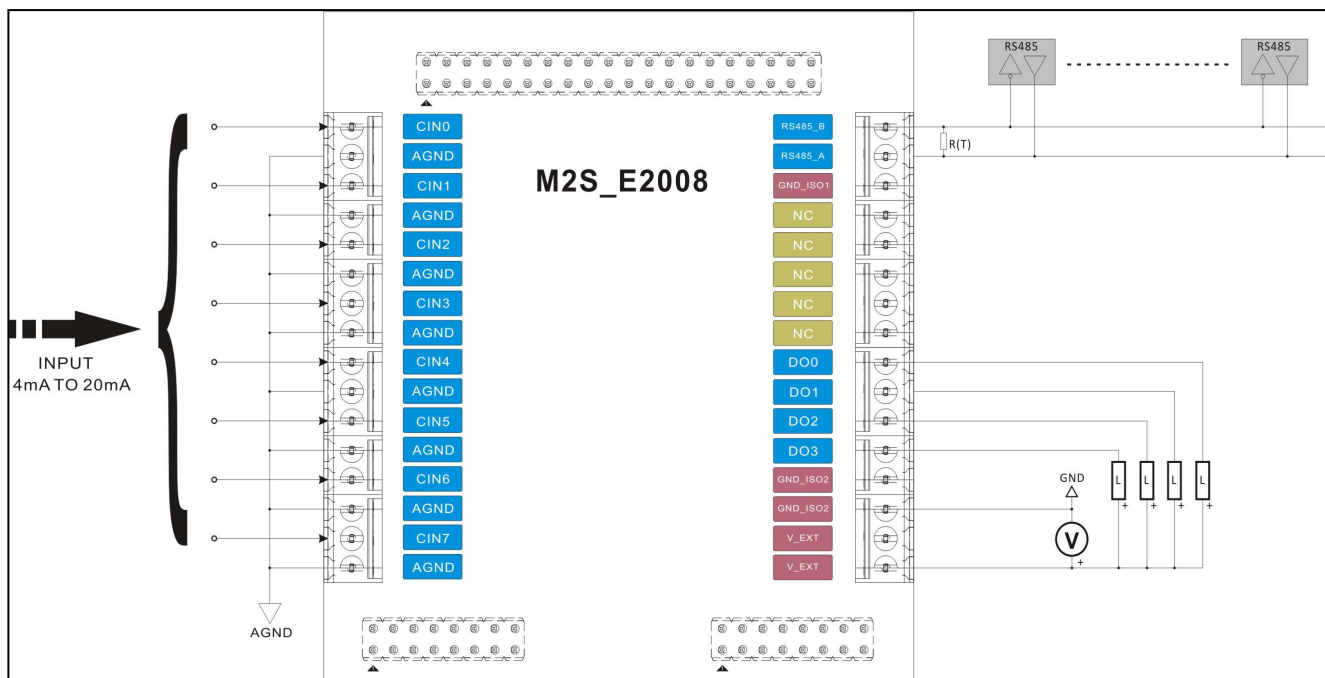 RS485
RS485
CIN0
AGND
CIN1
AGND
CIN2
AGND
CIN3
AGND
CIN4
AGND
CIN5
AGND
CIN6
AGND
CIN7
AGND
M2S_E2008
RS485_B
RS485_A
GND_ISO1
NC
NC
NC
NC
NC
DO0
DO1
DO2
DO3
GND_ISO2
GND_ISO2
V_EXT
V_EXT
R(T)
INPUT
4mA TO 20mA
AGND
GND
V
+
L
+
L
+
L
+
L
+